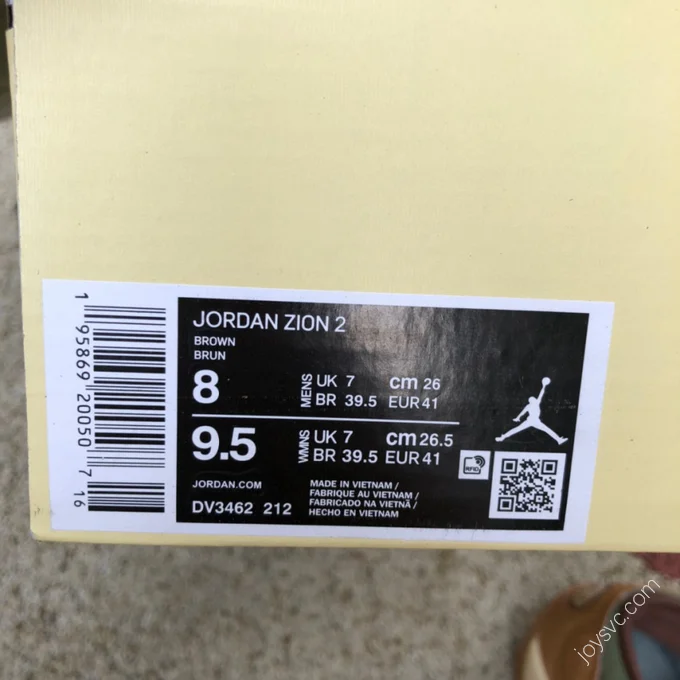 1 95869 20050 7 16
JORDAN ZION 2
BROWN
BRUN
8 MENS UK 7 cm 26
BR 39.5 EUR 41
9.5 WMNS UK 7 cm 26.5
BR 39.5 EUR 41
RFID
JORDAN.COM
DV3462 212
MADE IN VIETNAM /
FABRIQUE AU VIETNAM /
FABRICADO NA VIETNÃ /
HECHO EN VIETNAM
joysvc.com